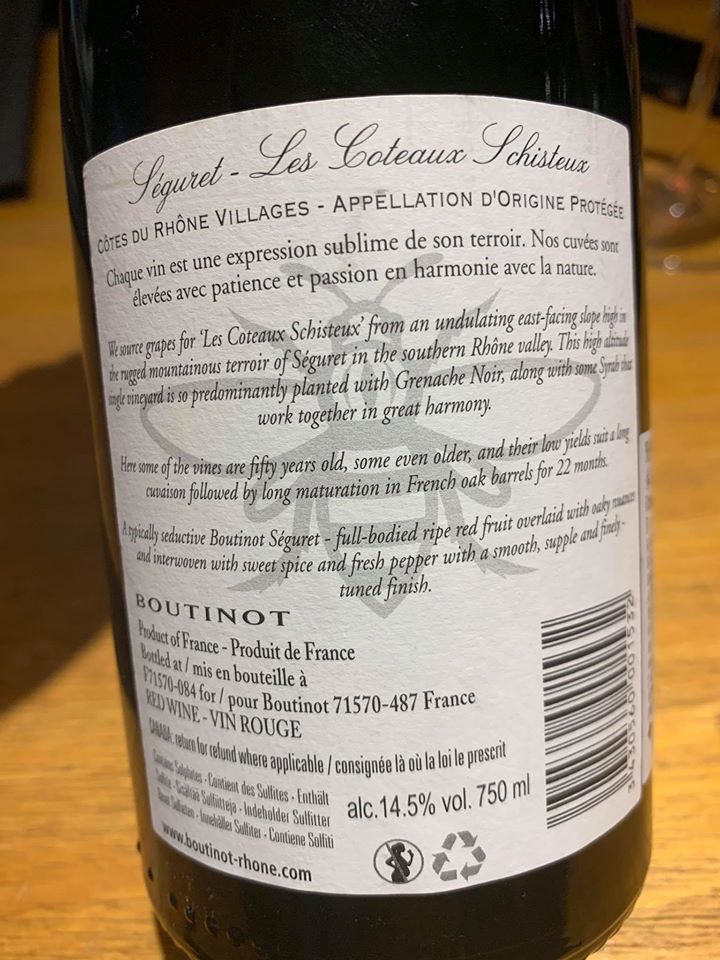 Séguret - Les Coteaux Schisteux
CÔTES DU RHÔNE VILLAGES - APPELLATION D'ORIGINE PROTÉGÉE
Chaque vin est une expression sublime de son terroir. Nos cuvées sont
élevées avec patience et passion en harmonie avec la nature.
We source grapes for 'Les Coteaux Schisteux' from an undulating east-facing slope high in
the rugged mountainous terroir of Séguret in the southern Rhône valley. This high altitude
single vineyard is so predominantly planted with Grenache Noir, along with some Syrah that
work together in great harmony.
Here some of the vines are fifty years old, some even older, and their low yields suit a long
cuvaison followed by long maturation in French oak barrels for 22 months.
A typically seductive Boutinot Séguret - full-bodied ripe red fruit overlaid with oaky nuances
and interwoven with sweet spice and fresh pepper with a smooth, supple and finely -
tuned finish.
BOUTINOT
Product of France - Produit de France
Bottled at / mis en bouteille à
F71570-084 for / pour Boutinot 71570-487 France
RED WINE - VIN ROUGE
CANADA: return for refund where applicable / consignée là où la loi le prescrit
Contains Sulphites - Contient des Sulfites - Enthält
Sulfite - Sisältää Sulfiitteja - Indeholder Sulfitter
Sulfieten - Innehåller Sulfiter - Contiene Solfiti
alc.14.5% vol. 750 ml
www.boutinot-rhone.com